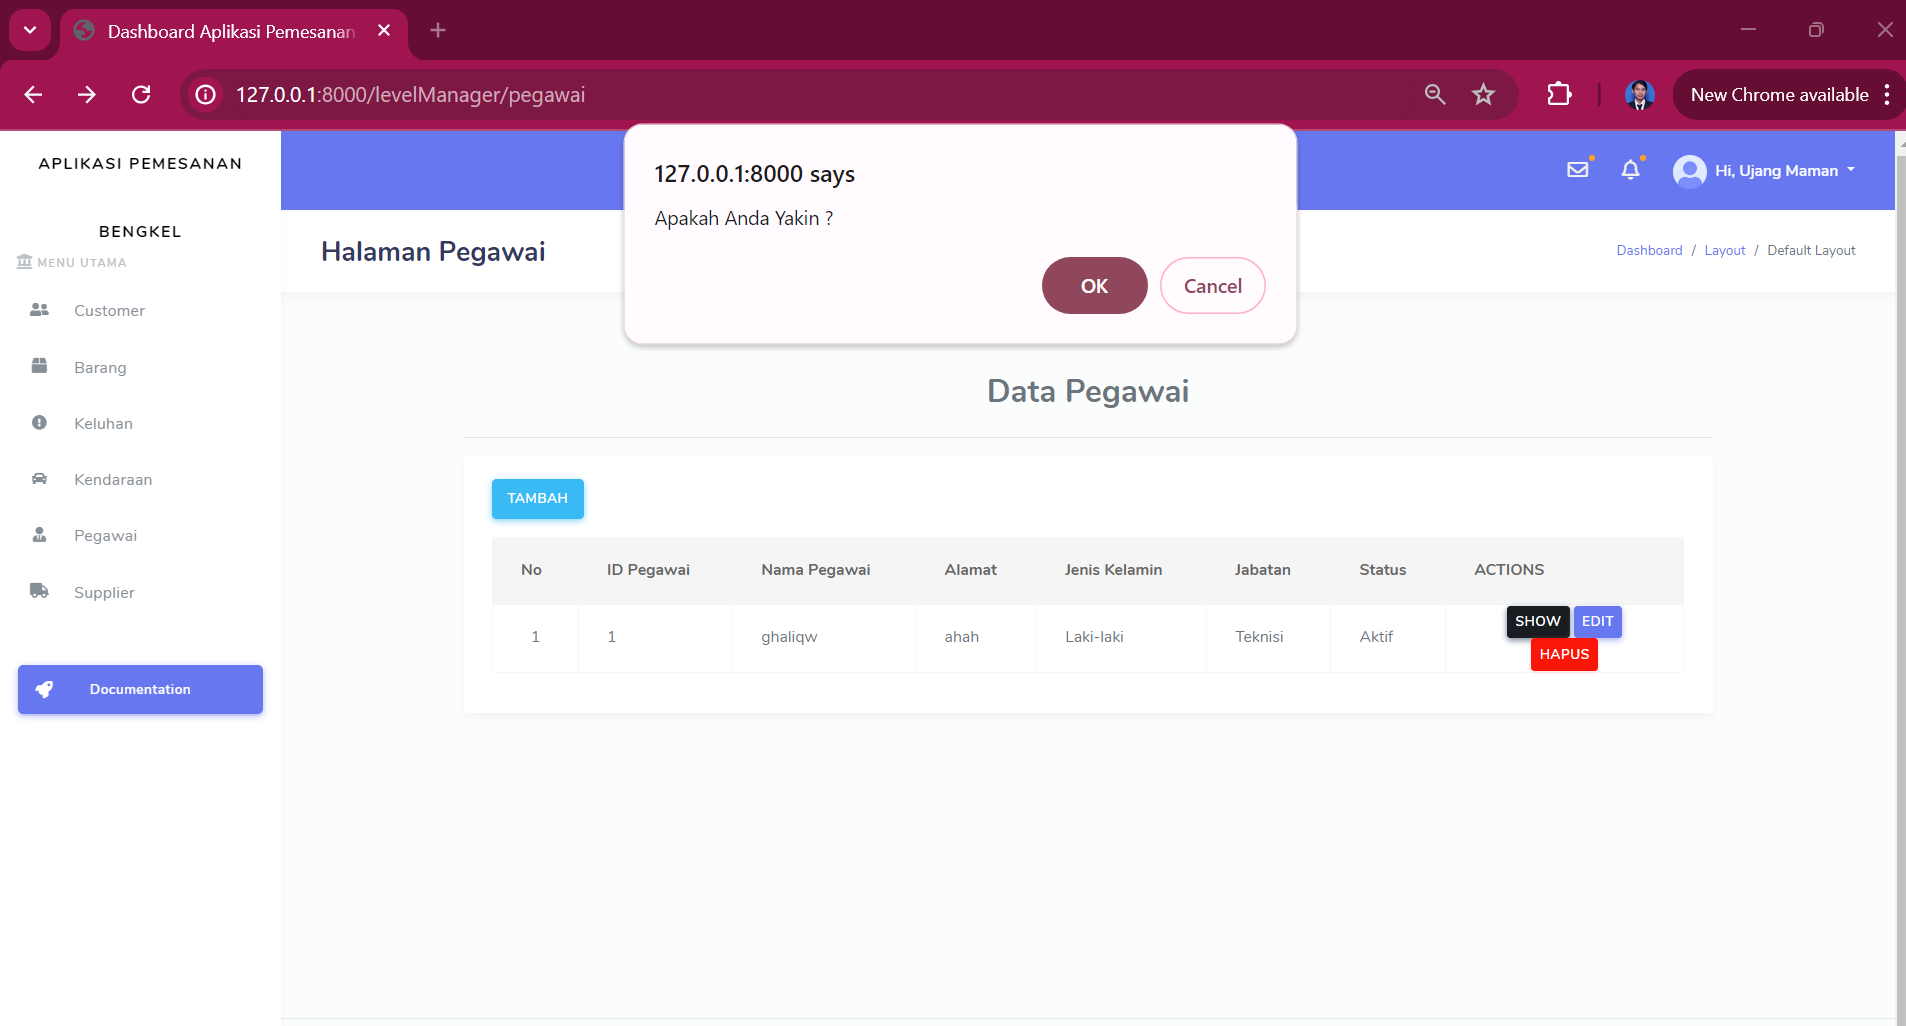 Dashboard Aplikasi Pemesanan
127.0.0.1:8000/levelManager/pegawai
New Chrome available
127.0.0.1:8000 says
Apakah Anda Yakin ?
OK
Cancel
APLIKASI PEMESANAN
BENGKEL
MENU UTAMA
Customer
Barang
Keluhan
Kendaraan
Pegawai
Supplier
Documentation
Hi, Ujang Maman
Halaman Pegawai
Dashboard / Layout / Default Layout
Data Pegawai
TAMBAH
No ID Pegawai Nama Pegawai Alamat Jenis Kelamin Jabatan Status ACTIONS
1 1 ghaliqw ahah Laki-laki Teknisi Aktif SHOW EDIT
HAPUS